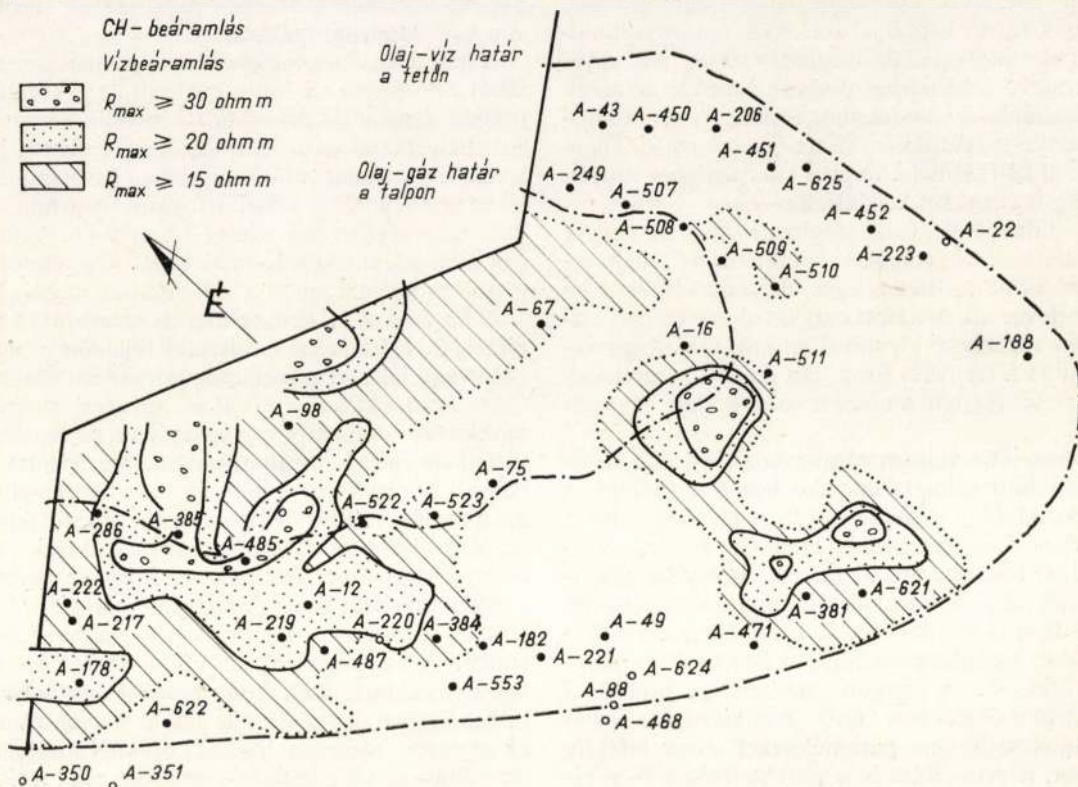 CH-beáramlás
Vízbeáramlás
Rmax ≥ 30 ohm m
Rmax ≥ 20 ohm m
Rmax ≥ 15 ohm m
Olaj-víz határ
a tetőn
Olaj-gáz határ
a talpon
É
A-43
A-450
A-206
A-451
A-625
A-249
A-507
A-508
A-452
A-22
A-223
A-509
A-510
A-67
A-16
A-511
A-188
A-98
A-75
A-522
A-523
A-286
A-385
A-485
A-222
A-217
A-12
A-219
A-220
A-384
A-487
A-182
A-49
A-221
A-471
A-381
A-621
A-178
A-553
A-624
A-88
A-468
A-622
A-350
A-351